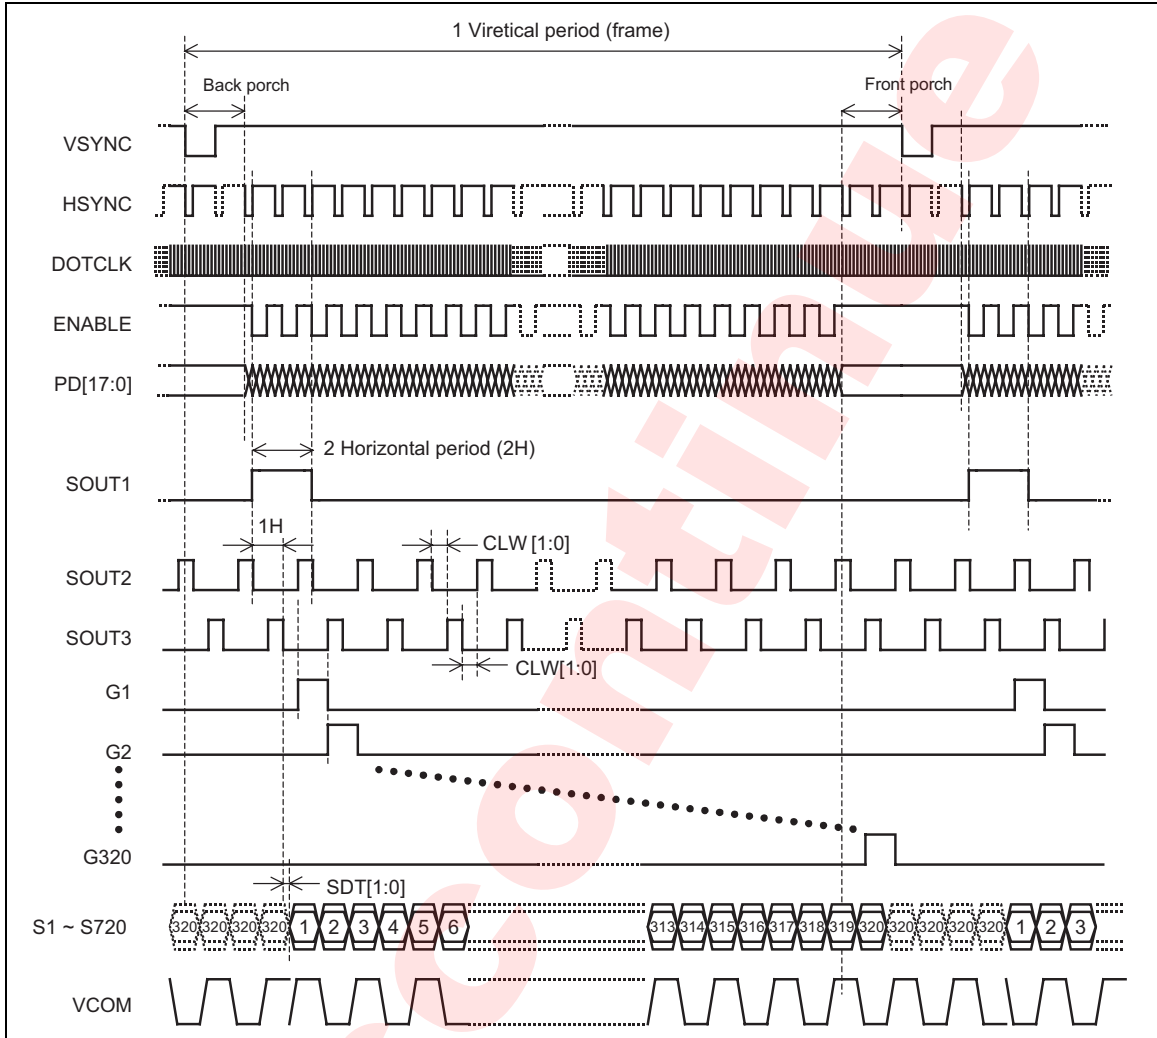 1 Viretical period (frame)
Back porch
Front porch
VSYNC
HSYNC
DOTCLK
ENABLE
PD[17:0]
2 Horizontal period (2H)
SOUT1
1H
CLW [1:0]
SOUT2
SOUT3
CLW[1:0]
G1
G2
G320
SDT[1:0]
S1 ~ S720 320 320 320 320 1 2 3 4 5 6 313 314 315 316 317 318 319 320 320 320 320 320 1 2 3
VCOM
continue